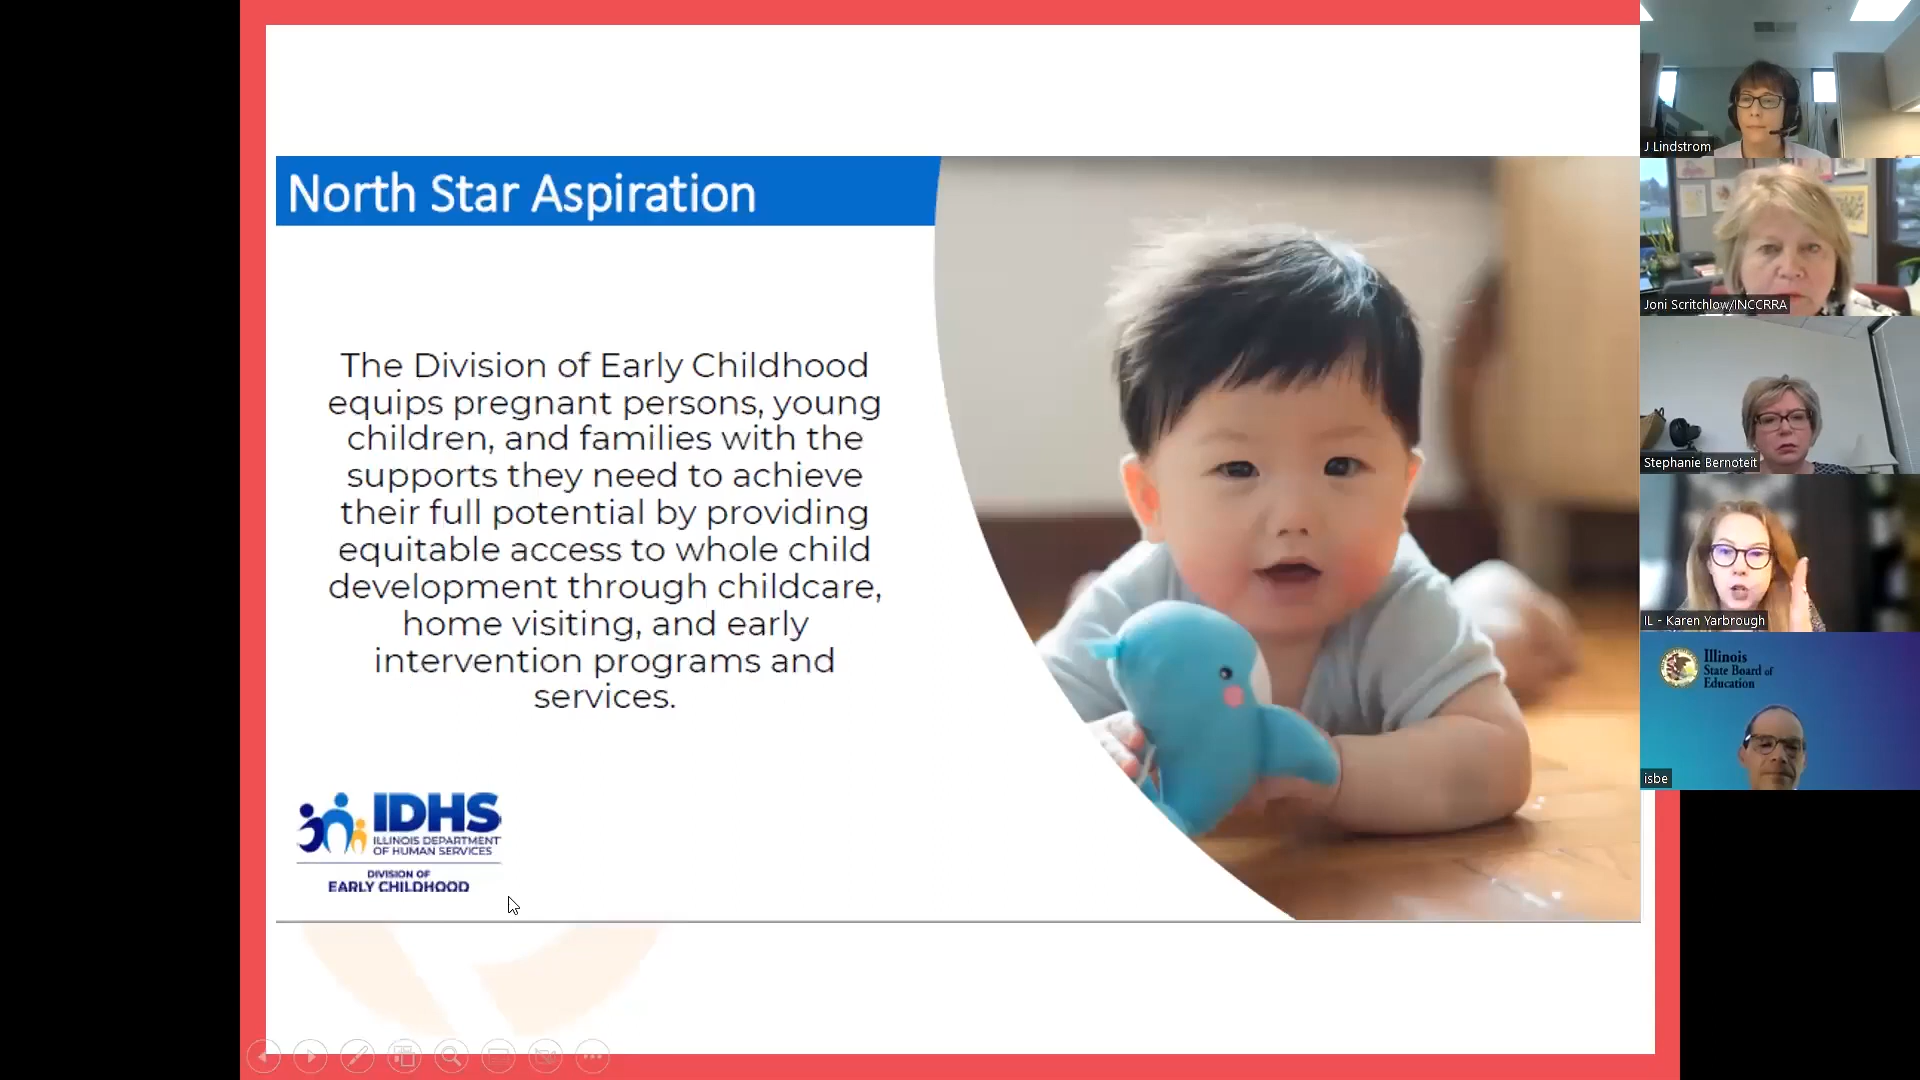 North Star Aspiration
The Division of Early Childhood
equips pregnant persons, young
children, and families with the
supports they need to achieve
their full potential by providing
equitable access to whole child
development through childcare,
home visiting, and early
intervention programs and
services.
IDHS
ILLINOIS DEPARTMENT
OF HUMAN SERVICES
DIVISION OF
EARLY CHILDHOOD
J Lindstrom
Joni Scritchlow/INCCRRA
Stephanie Bernoteit
IL - Karen Yarbrough
Illinois
State Board of
Education
isbe